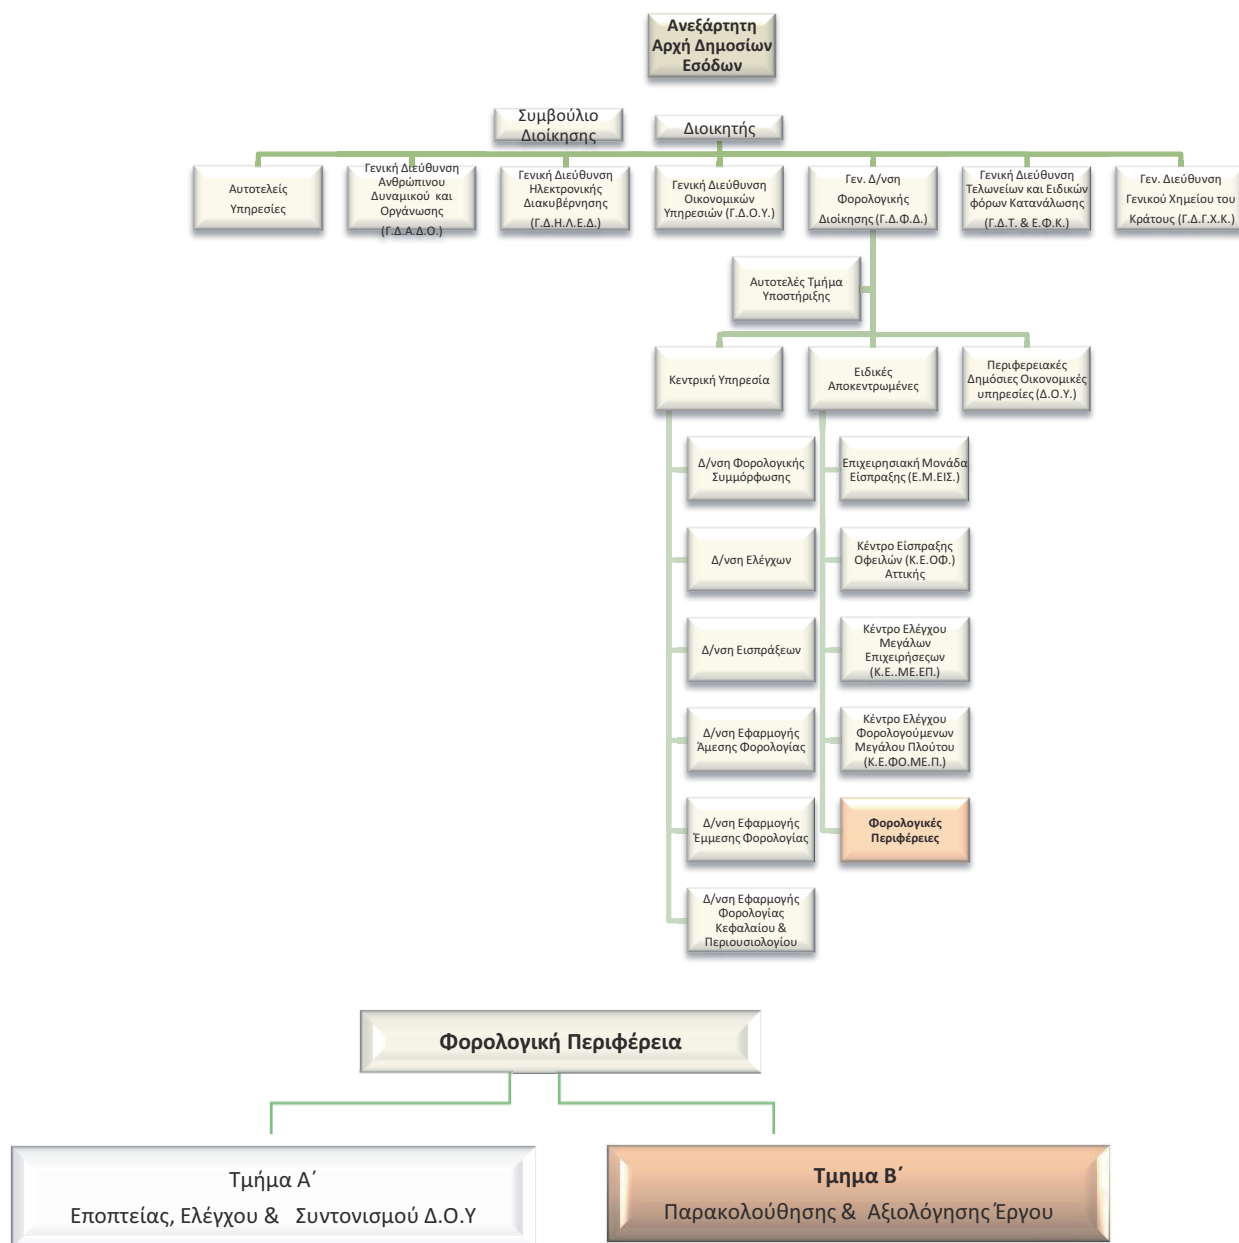 Ανεξάρτητη
Αρχή Δημοσίων
Εσόδων
Συμβούλιο
Διοίκησης
Διοικητής
Αυτοτελείς
Υπηρεσίες
Γενική Διεύθυνση
Ανθρώπινου
Δυναμικού και
Οργάνωσης
(Γ.Δ.Α.Δ.Ο.)
Γενική Διεύθυνση
Ηλεκτρονικής
Διακυβέρνησης
(Γ.Δ.Η.Λ.Ε.Δ.)
Γενική Διεύθυνση
Οικονομικών
Υπηρεσιών (Γ.Δ.Ο.Υ.)
Γεν. Δ/νση
Φορολογικής
Διοίκησης (Γ.Δ.Φ.Δ.)
Γενική Διεύθυνση
Τελωνείων και Ειδικών
φόρων Κατανάλωσης
(Γ.Δ.Τ. & Ε.Φ.Κ.)
Γεν. Διεύθυνση
Γενικού Χημείου του
Κράτους (Γ.Δ.Γ.Χ.Κ.)
Αυτοτελές Τμήμα
Υποστήριξης
Κεντρική Υπηρεσία
Ειδικές
Αποκεντρωμένες
Περιφερειακές
Δημόσιες Οικονομικές
υπηρεσίες (Δ.Ο.Υ.)
Δ/νση Φορολογικής
Συμμόρφωσης
Επιχειρησιακή Μονάδα
Είσπραξης (Ε.Μ.ΕΙΣ.)
Δ/νση Ελέγχων
Κέντρο Είσπραξης
Οφειλών (Κ.Ε.ΟΦ.)
Αττικής
Δ/νση Εισπράξεων
Κέντρο Ελέγχου
Μεγάλων
Επιχειρήσεςων
(Κ.Ε..ΜΕ.ΕΠ.)
Δ/νση Εφαρμογής
Άμεσης Φορολογίας
Κέντρο Ελέγχου
Φορολογούμενων
Μεγάλου Πλούτου
(Κ.Ε.ΦΟ.ΜΕ.Π.)
Δ/νση Εφαρμογής
Έμμεσης Φορολογίας
Φορολογικές
Περιφέρειες
Δ/νση Εφαρμογής
Φορολογίας
Κεφαλαίου &
Περιουσιολογίου
Φορολογική Περιφέρεια
Τμήμα Α΄
Εποπτείας, Ελέγχου & Συντονισμού Δ.Ο.Υ
Τμημα Β΄
Παρακολούθησης & Αξιολόγησης Έργου